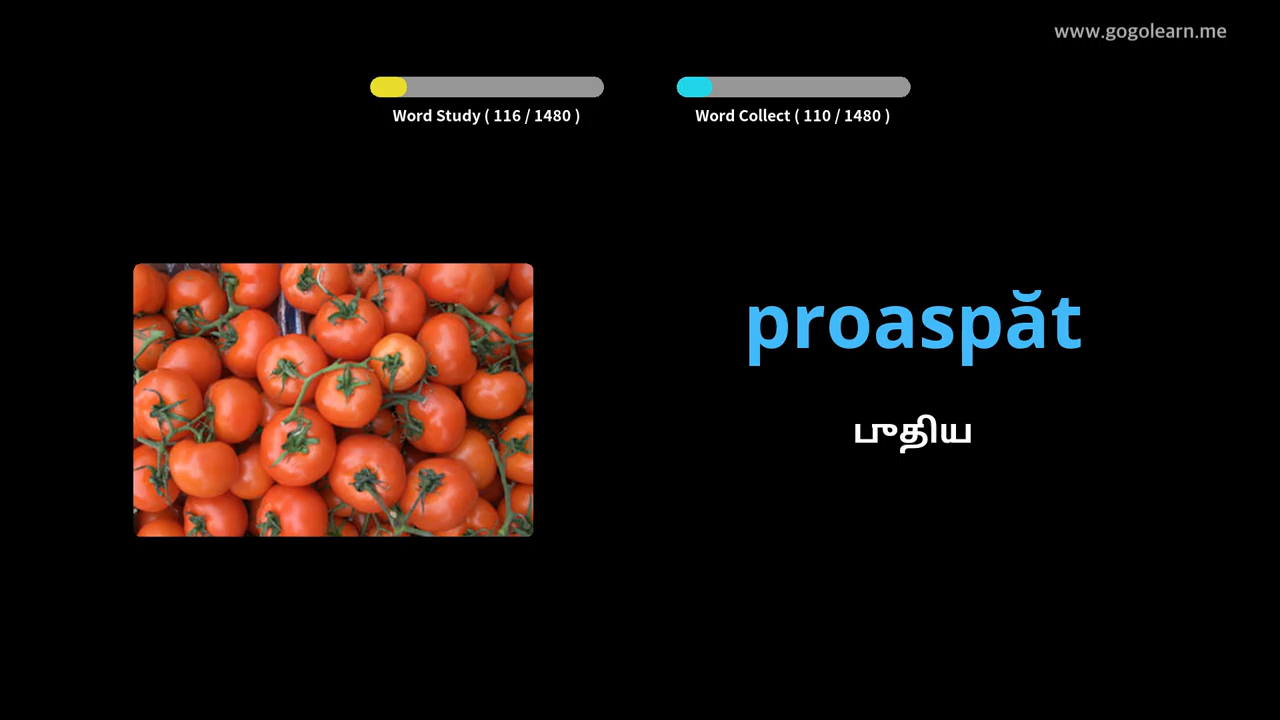 www.gogolearn.me
Word Study ( 116 / 1480 )
Word Collect ( 110 / 1480 )
proaspăt
புதிய